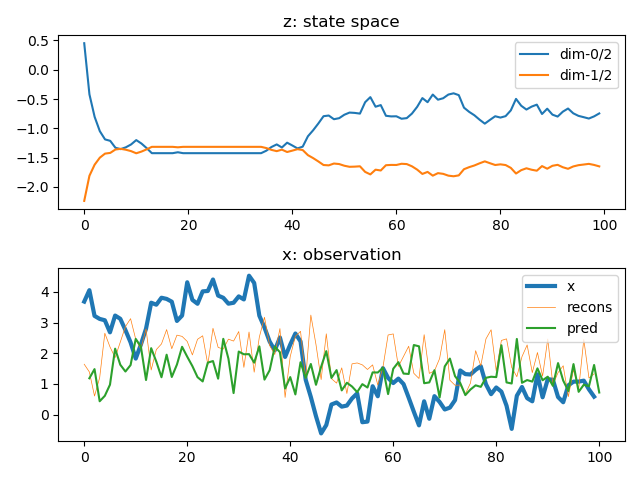 z: state space
0.5
0.0
−0.5
−1.0
−1.5
−2.0
dim-0/2
dim-1/2
0 20 40 60 80 100
x: observation
4
3
2
1
0
x
recons
pred
0 20 40 60 80 100